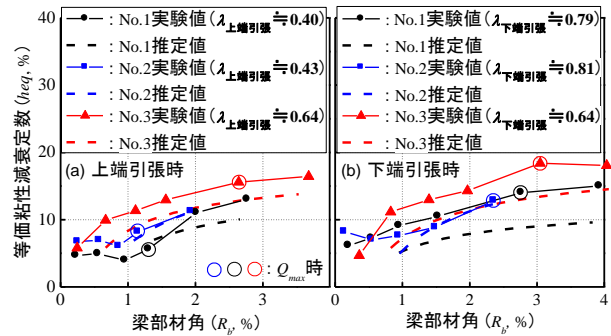 等価粘性減衰定数(heq, %)
40
30
20
10
0
: No.1実験値(λ上端引張≒0.40)
: No.1推定値
: No.2実験値(λ上端引張≒0.43)
: No.2推定値
: No.3実験値(λ上端引張≒0.64)
: No.3推定値
(a) 上端引張時
: Qmax時
0 1 2 3
梁部材角(Rb, %)
: No.1実験値(λ下端引張≒0.79)
: No.1推定値
: No.2実験値(λ下端引張≒0.81)
: No.2推定値
: No.3実験値(λ下端引張≒0.64)
: No.3推定値
(b) 下端引張時
0 1 2 3 4
梁部材角(Rb, %)